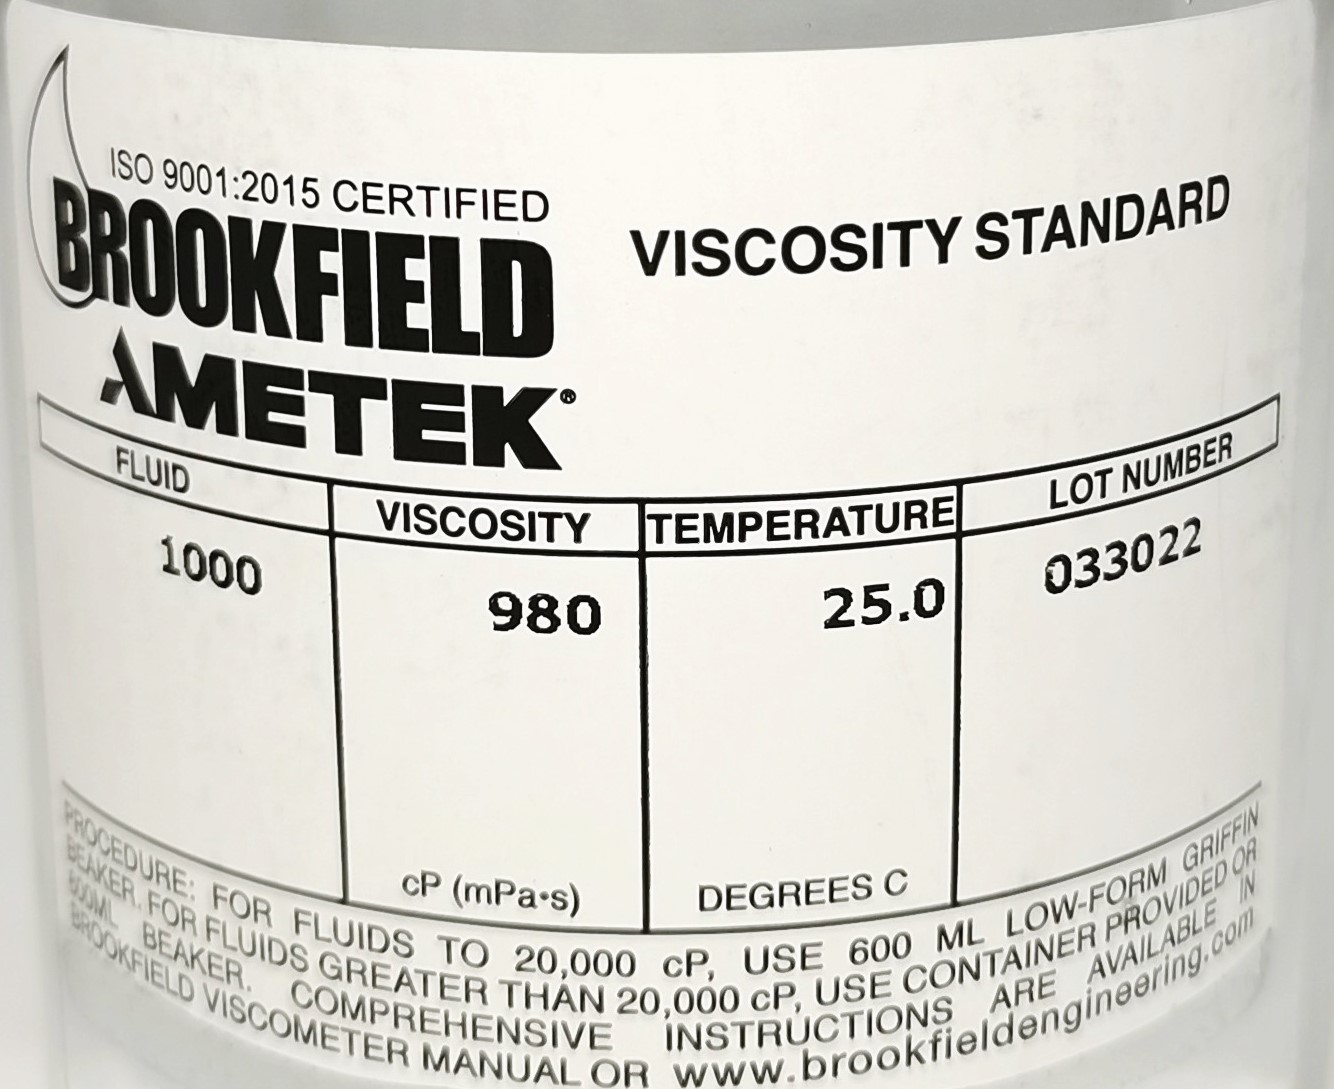 ISO 9001:2015 CERTIFIED
BROOKFIELD
AMETEK®
VISCOSITY STANDARD
FLUID VISCOSITY TEMPERATURE LOT NUMBER
1000 980 25.0 033022
cP (mPa•s) DEGREES C
PROCEDURE: FOR FLUIDS TO 20,000 cP, USE 600 ML LOW-FORM GRIFFIN
BEAKER. FOR FLUIDS GREATER THAN 20,000 cP, USE CONTAINER PROVIDED OR
600ML BEAKER. COMPREHENSIVE INSTRUCTIONS ARE AVAILABLE IN
BROOKFIELD VISCOMETER MANUAL OR www.brookfieldengineering.com